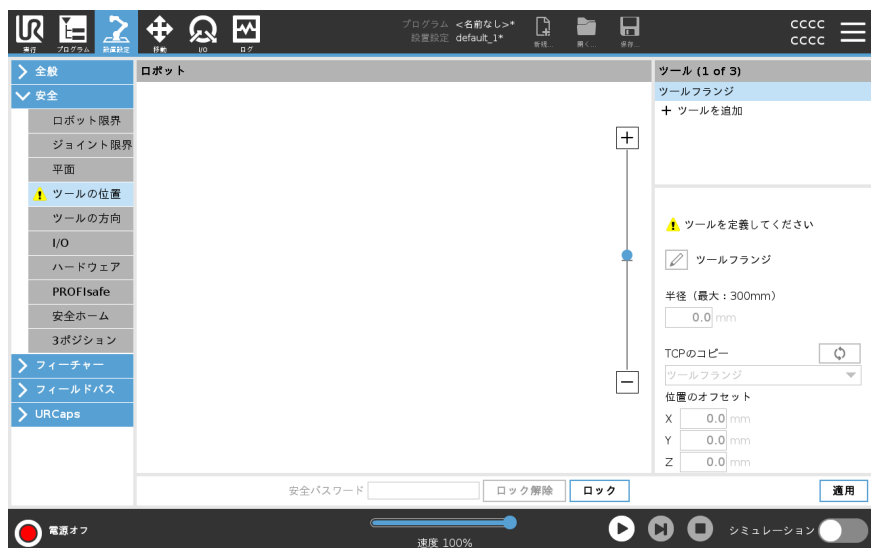 プログラム <名前なし>*
設置設定 default_1*
cccc
cccc
実行 プログラム 設置設定 移動 I/O ログ 新規... 開く... 保存...
全般
安全
ロボット限界
ジョイント限界
平面
ツールの位置
ツールの方向
I/O
ハードウェア
PROFIsafe
安全ホーム
3ポジション
フィーチャー
フィールドバス
URCaps
ロボット
ツール (1 of 3)
ツールフランジ
ツールを追加
ツールを定義してください
ツールフランジ
半径 (最大：300mm)
0.0 mm
TCPのコピー
ツールフランジ
位置のオフセット
X 0.0 mm
Y 0.0 mm
Z 0.0 mm
安全パスワード ロック解除 ロック 適用
電源オフ
速度 100%
シミュレーション